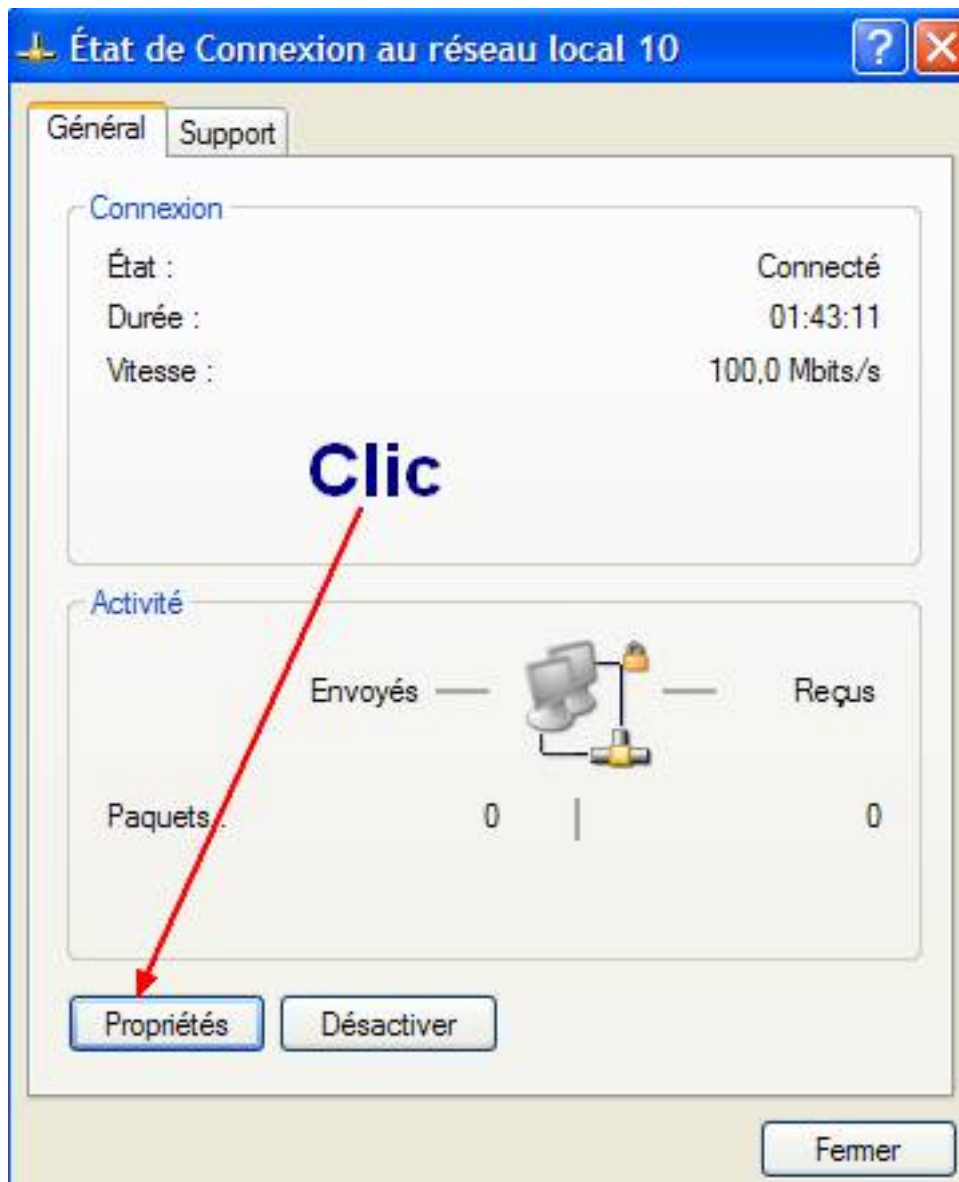 État de Connexion au réseau local 10
Général Support
Connexion
État : Connecté
Durée : 01:43:11
Vitesse : 100,0 Mbits/s
Clic
Activité
Envoyés Reçus
Paquets : 0 0
Propriétés Désactiver
Fermer